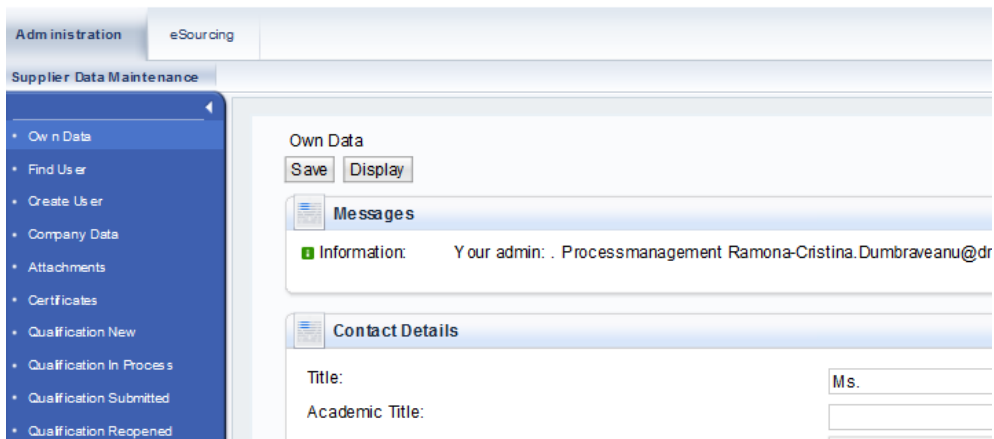 Administration eSourcing
Supplier Data Maintenance
Own Data
Find User
Create User
Company Data
Attachments
Certificates
Qualification New
Qualification In Process
Qualification Submitted
Qualification Reopened
Own Data
Save Display
Messages
Information: Your admin: . Processmanagement Ramona-Cristina.Dumbraveanu@dr
Contact Details
Title: Ms.
Academic Title: